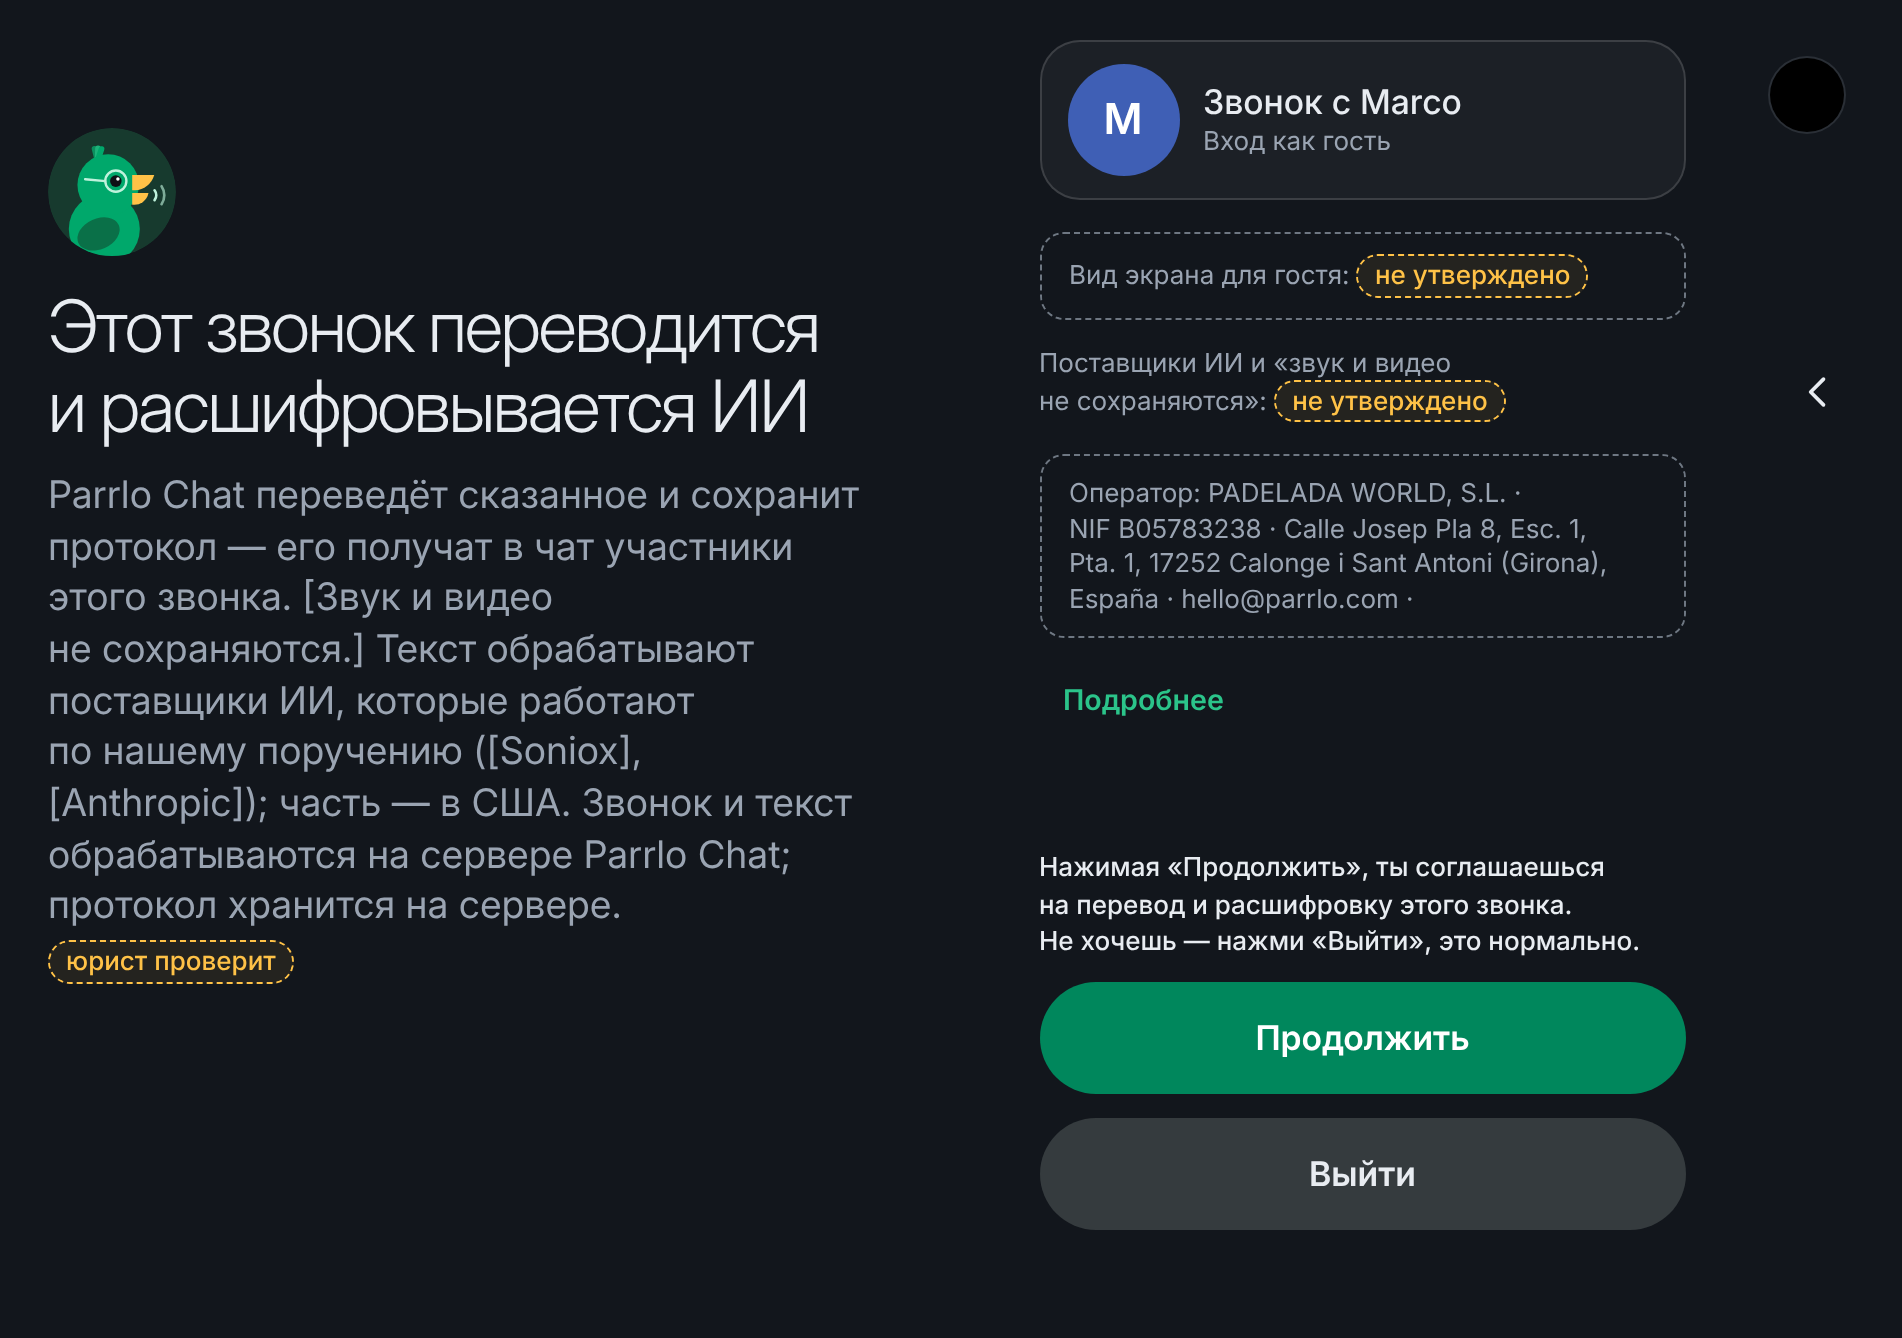 Этот звонок переводится
и расшифровывается ИИ
Parrlo Chat переведёт сказанное и сохранит
протокол — его получат в чат участники
этого звонка. [Звук и видео
не сохраняются.] Текст обрабатывают
поставщики ИИ, которые работают
по нашему поручению ([Soniox],
[Anthropic]); часть — в США. Звонок и текст
обрабатываются на сервере Parrlo Chat;
протокол хранится на сервере.
юрист проверит
M
Звонок с Marco
Вход как гость
Вид экрана для гостя: не утверждено
Поставщики ИИ и «звук и видео
не сохраняются»: не утверждено
Оператор: PADELADA WORLD, S.L. ·
NIF B05783238 · Calle Josep Pla 8, Esc. 1,
Pta. 1, 17252 Calonge i Sant Antoni (Girona),
España · hello@parrlo.com ·
Подробнее
Нажимая «Продолжить», ты соглашаешься
на перевод и расшифровку этого звонка.
Не хочешь — нажми «Выйти», это нормально.
Продолжить
Выйти